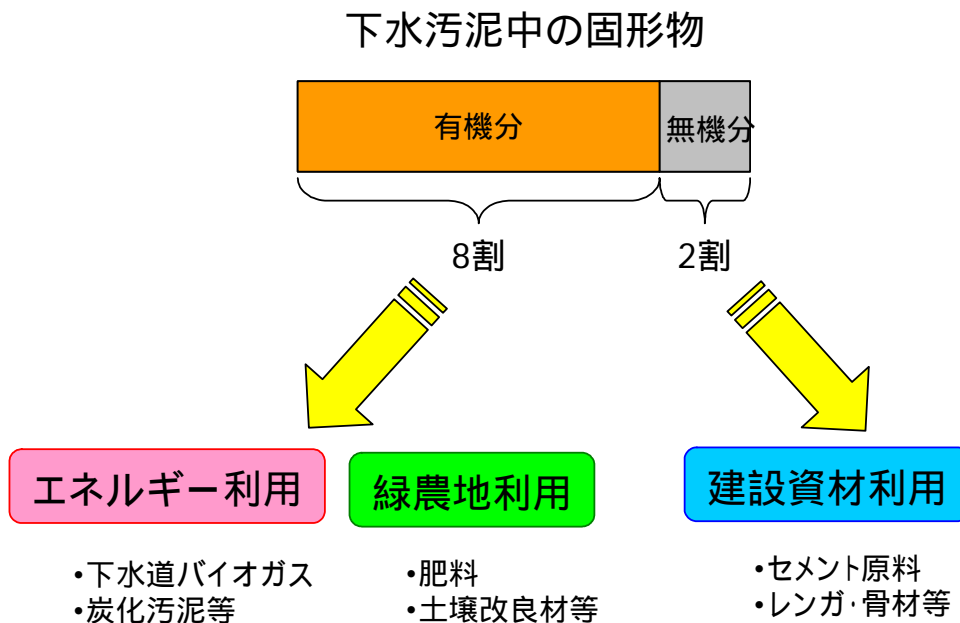 下水汚泥中の固形物
有機分
無機分
8割
2割
エネルギー利用
緑農地利用
建設資材利用
•下水道バイオガス
•炭化汚泥等
•肥料
•土壌改良材等
•セメント原料
•レンガ・骨材等